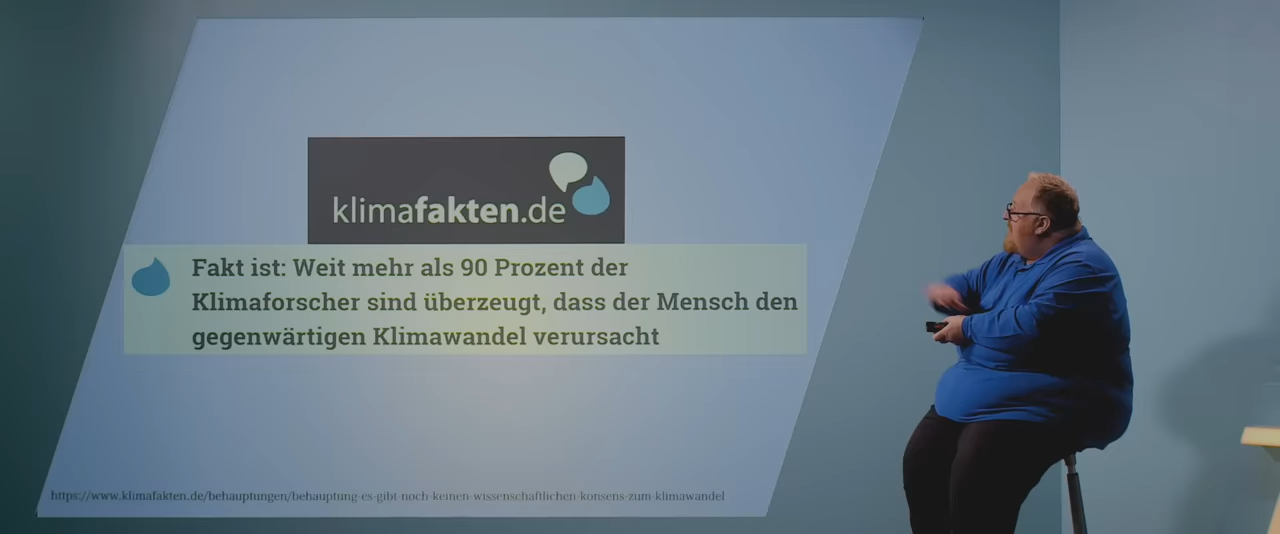 klimafakten.de
Fakt ist: Weit mehr als 90 Prozent der
Klimaforscher sind überzeugt, dass der Mensch den
gegenwärtigen Klimawandel verursacht
https://www.klimafakten.de/behauptungen/behauptung-es-gibt-noch-keinen-wissenschaftlichen-konsens-zum-klimawandel